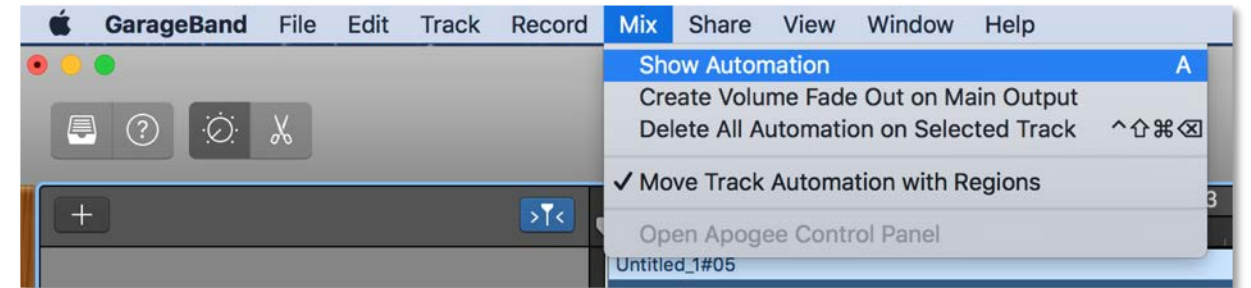 GarageBand File Edit Track Record Mix Share View Window Help
Show Automation A
Create Volume Fade Out on Main Output
Delete All Automation on Selected Track ^⇧⌘⌫
✓ Move Track Automation with Regions
3
Open Apogee Control Panel
Untitled_1#05